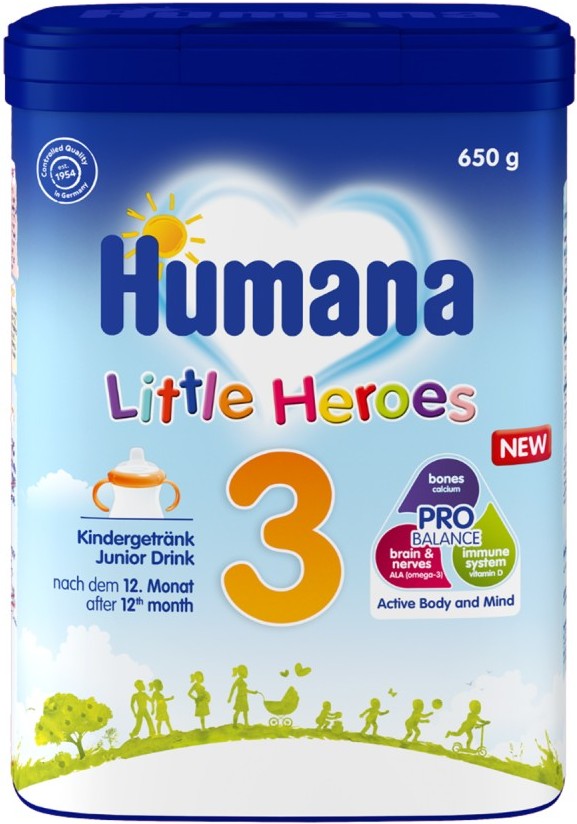 Controlled Quality
est.
1954
in Germany
650 g
Humana
Little Heroes
NEW
3
Kindergetränk
Junior Drink
nach dem 12. Monat
after 12th month
bones
calcium
PRO
BALANCE
brain &
nerves
ALA (omega-3)
immune
system
vitamin D
Active Body and Mind